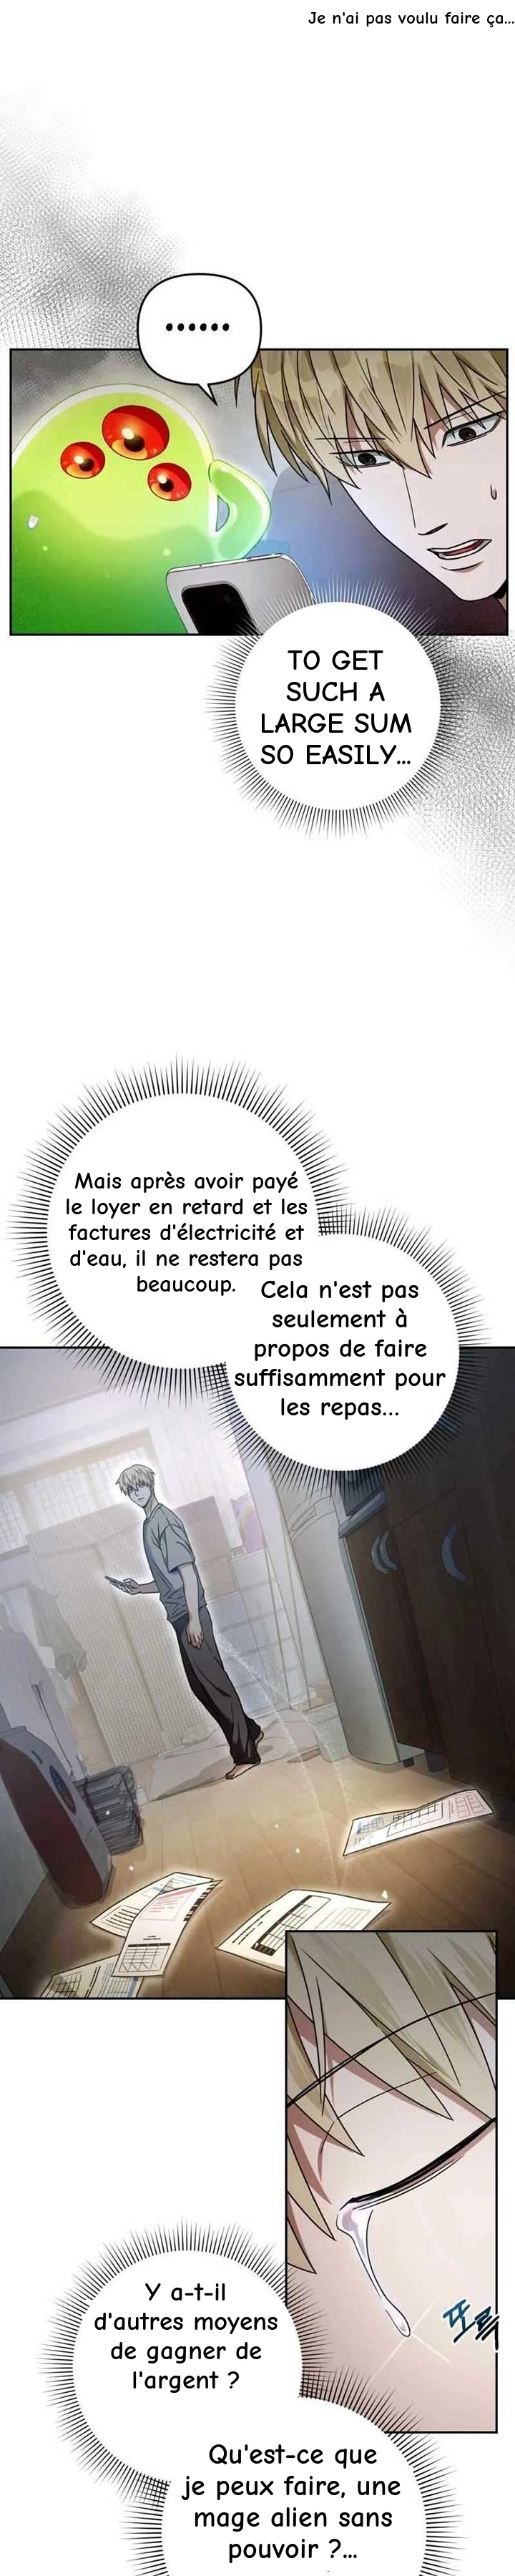 Je n'ai pas voulu faire ça...
......
TO GET
SUCH A
LARGE SUM
SO EASILY...
Mais après avoir payé
le loyer en retard et les
factures d'électricité et
d'eau, il ne restera pas
beaucoup.
Cela n'est pas
seulement à
propos de faire
suffisamment pour
les repas...
또륵
Y a-t-il
d'autres moyens
de gagner de
l'argent ?
Qu'est-ce que
je peux faire, une
mage alien sans
pouvoir ?...